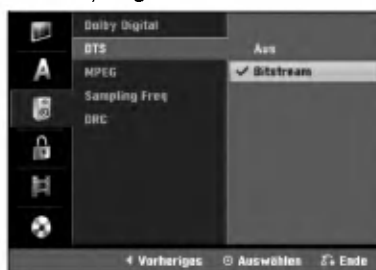 Dolby Digital
DTS Aus
MPEG ✓ Bitstream
Sampling Freq
DRC
A
Vorheriges Auswählen Ende